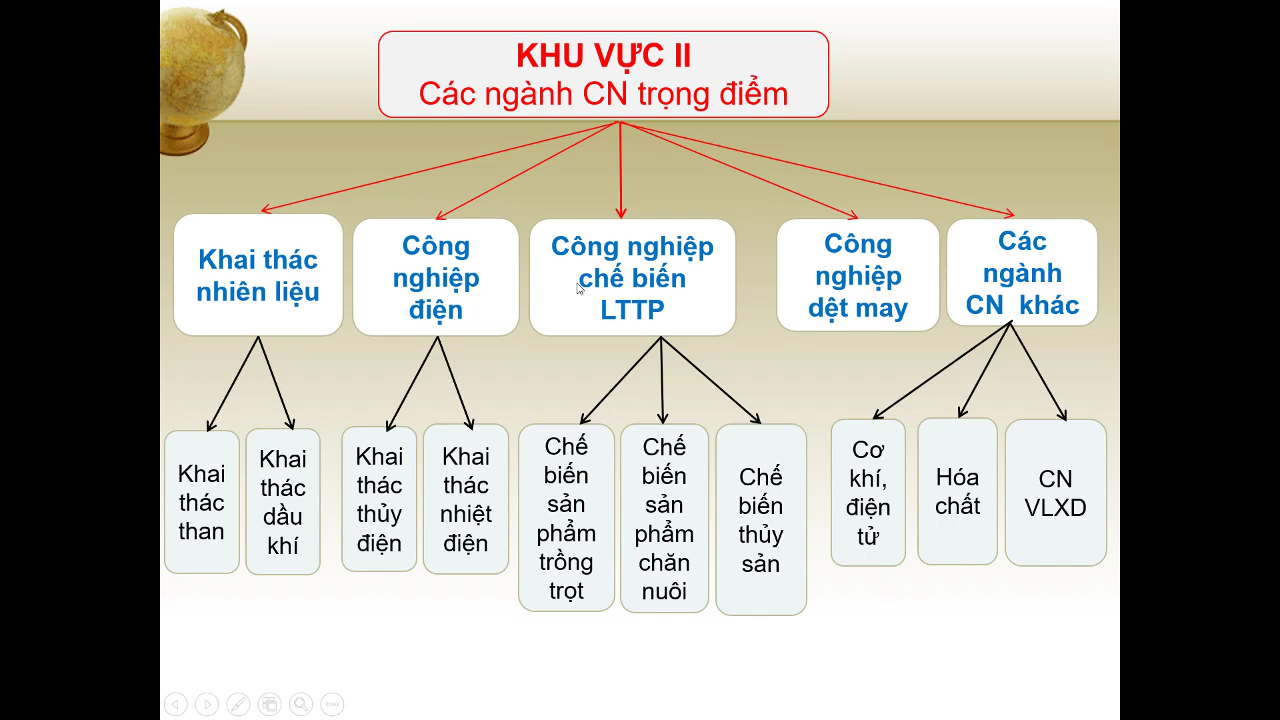 KHU VỰC II
Các ngành CN trọng điểm
Khai thác
nhiên liệu
Công
nghiệp
điện
Công nghiệp
chế biến
LTTP
Công
nghiệp
dệt may
Các
ngành
CN khác
Khai
thác
than
Khai
thác
dầu
khí
Khai
thác
thủy
điện
Khai
thác
nhiệt
điện
Chế
biến
sản
phẩm
trồng
trọt
Chế
biến
sản
phẩm
chăn
nuôi
Chế
biến
thủy
sản
Cơ
khí,
điện
tử
Hóa
chất
CN
VLXD